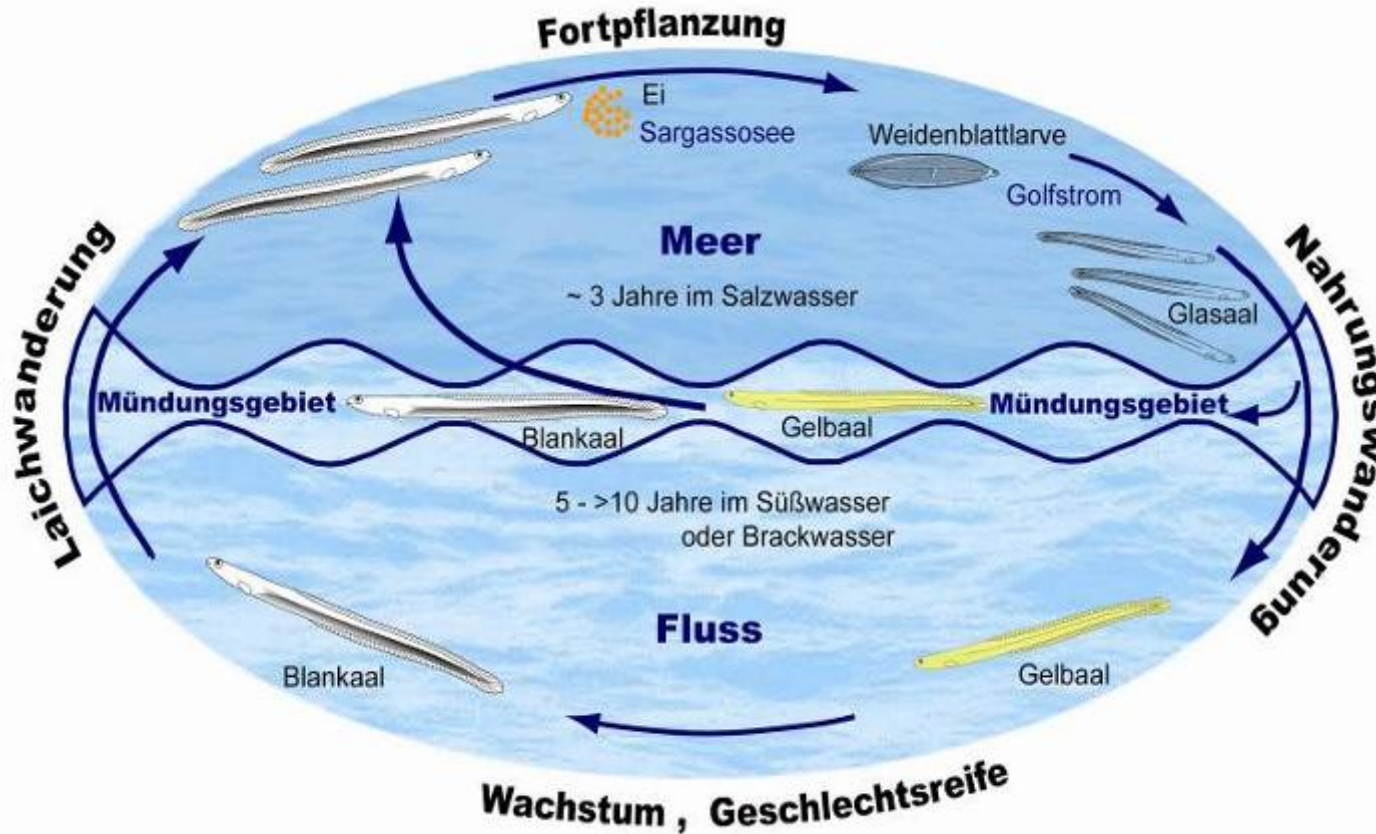 Fortpflanzung
Ei
Sargassosee
Weidenblattlarve
Golfstrom
Meer
~ 3 Jahre im Salzwasser
Glasaal
Laichwanderung
Nahrungswanderung
Mündungsgebiet
Blankaal
Gelbaal
Mündungsgebiet
5 - >10 Jahre im Süßwasser
oder Brackwasser
Fluss
Blankaal
Gelbaal
Wachstum , Geschlechtsreife